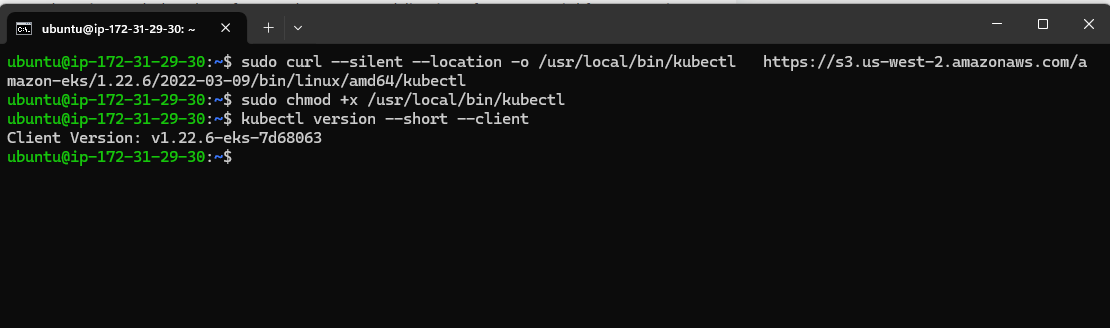 ubuntu@ip-172-31-29-30: ~
ubuntu@ip-172-31-29-30:~$ sudo curl --silent --location -o /usr/local/bin/kubectl   https://s3.us-west-2.amazonaws.com/a
mazon-eks/1.22.6/2022-03-09/bin/linux/amd64/kubectl
ubuntu@ip-172-31-29-30:~$ sudo chmod +x /usr/local/bin/kubectl
ubuntu@ip-172-31-29-30:~$ kubectl version --short --client
Client Version: v1.22.6-eks-7d68063
ubuntu@ip-172-31-29-30:~$